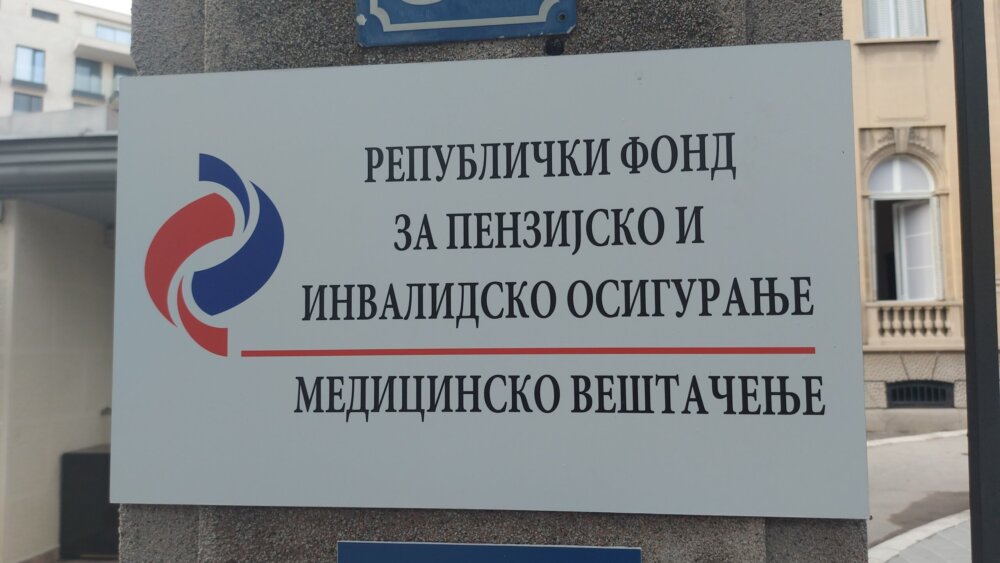 РЕПУБЛИЧКИ ФОНД
ЗА ПЕНЗИЈСКО И
ИНВАЛИДСКО ОСИГУРАЊЕ
МЕДИЦИНСКО ВЕШТАЧЕЊЕ